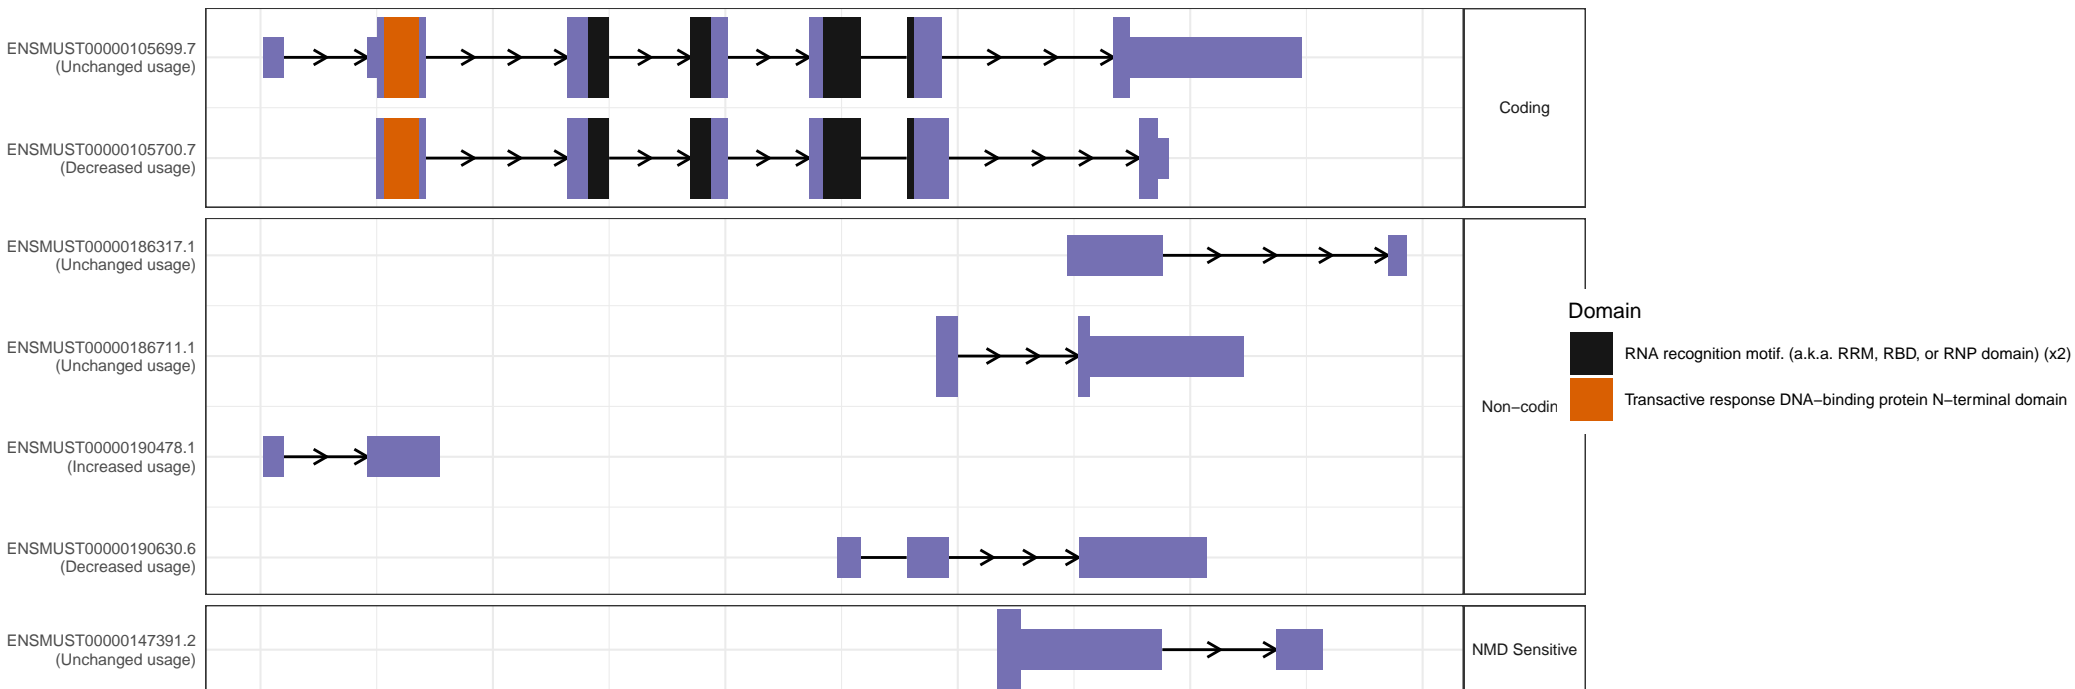 ENSMUST00000105699.7
(Unchanged usage)
ENSMUST00000105700.7
(Decreased usage)
Coding
ENSMUST00000186317.1
(Unchanged usage)
ENSMUST00000186711.1
(Unchanged usage)
ENSMUST00000190478.1
(Increased usage)
ENSMUST00000190630.6
(Decreased usage)
Non−codin
ENSMUST00000147391.2
(Unchanged usage)
NMD Sensitive
Domain
RNA recognition motif. (a.k.a. RRM, RBD, or RNP domain) (x2)
Transactive response DNA−binding protein N−terminal domain